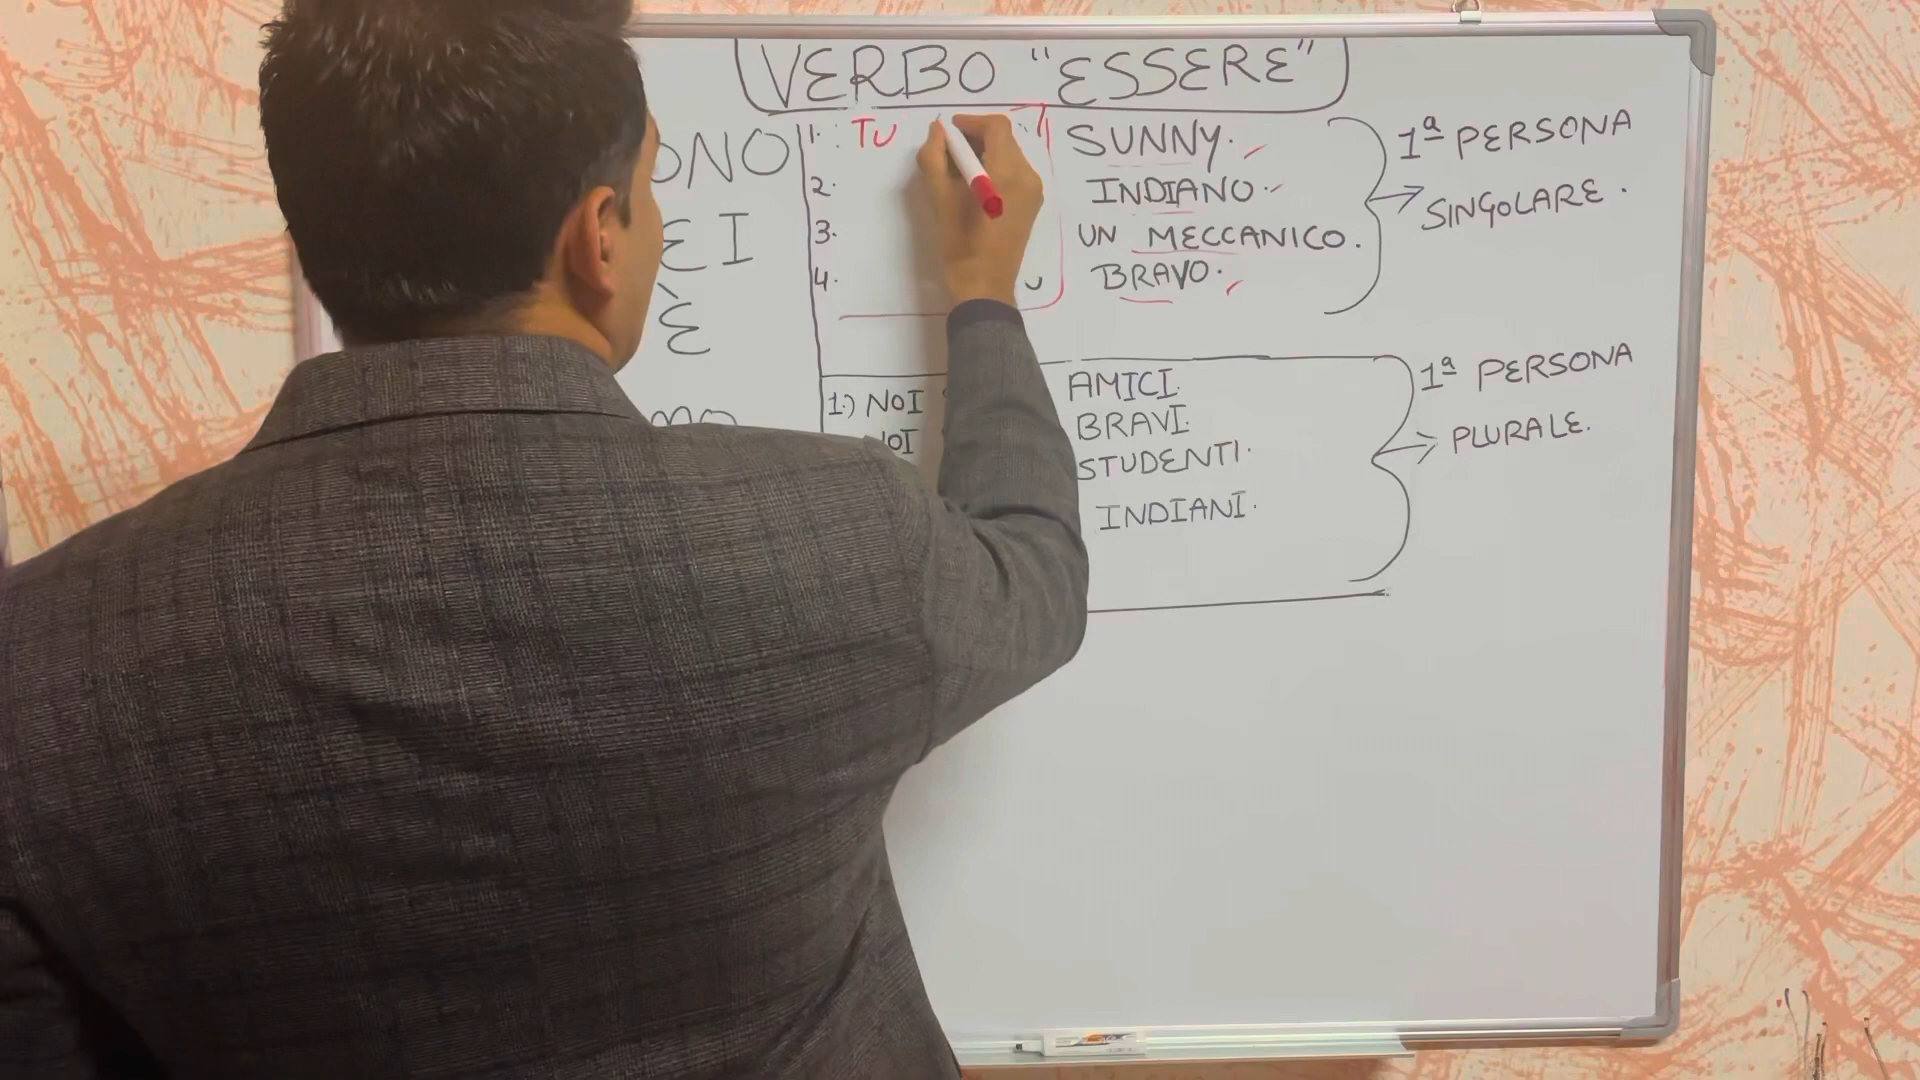 VERBO "ESSERE"
ONO
EI
È
1. TU SUNNY.
2. INDIANO.
3. UN MECCANICO.
4. BRAVO.
1ª PERSONA
SINGOLARE.
1.) NOI AMICI.
NOI BRAVI.
STUDENTI.
INDIANI.
1ª PERSONA
PLURALE.